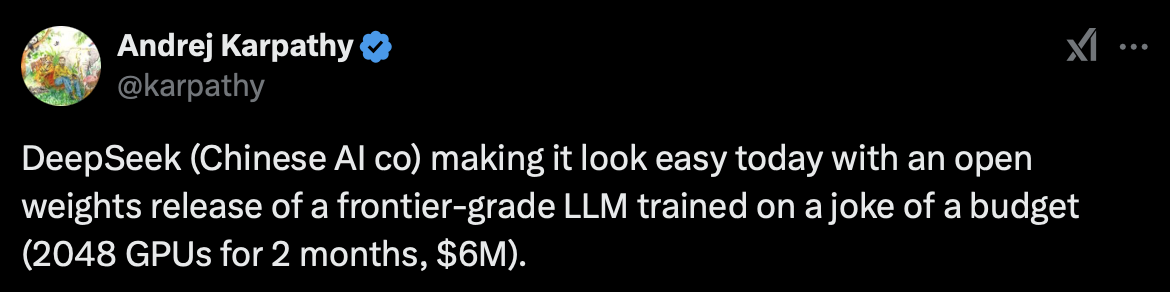 Andrej Karpathy
@karpathy
DeepSeek (Chinese AI co) making it look easy today with an open
weights release of a frontier-grade LLM trained on a joke of a budget
(2048 GPUs for 2 months, $6M).